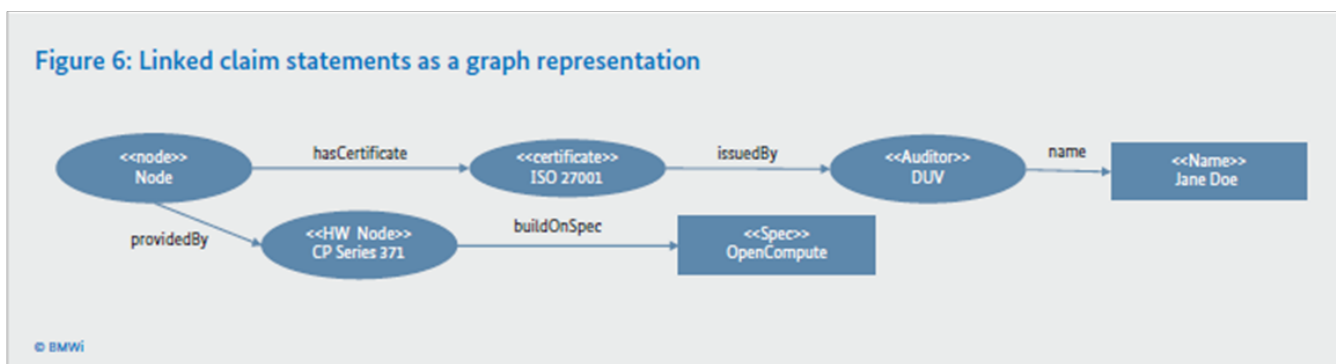 Figure 6: Linked claim statements as a graph representation
<<node>>
Node
hasCertificate
<<certificate>>
ISO 27001
issuedBy
<<Auditor>>
DUV
name
<<Name>>
Jane Doe
providedBy
<<HW Node>>
CP Series 371
buildOnSpec
<<Spec>>
OpenCompute
© BMWi